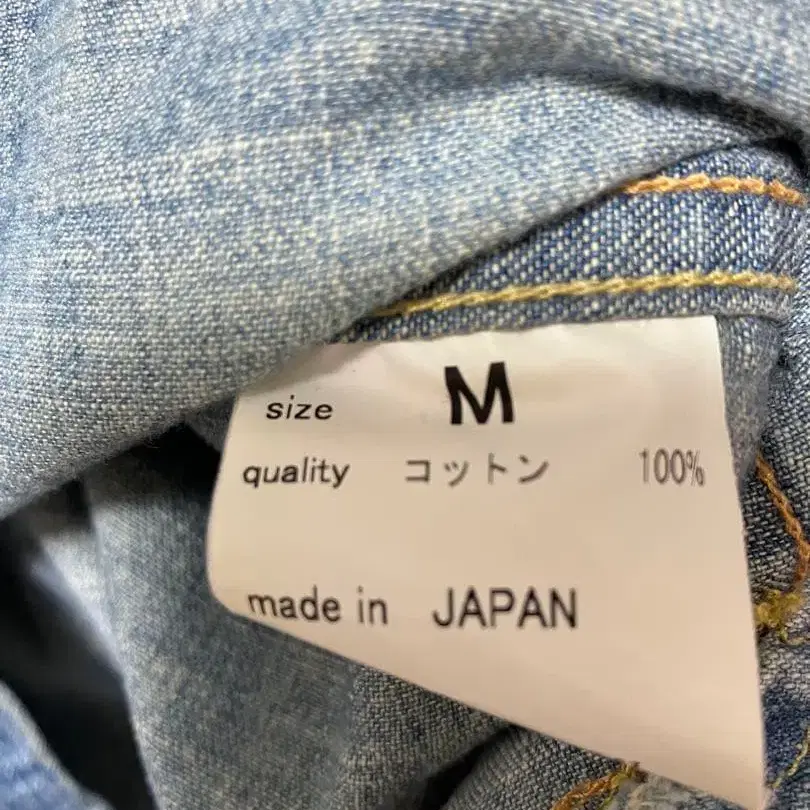 size M
quality コットン 100%
made in JAPAN